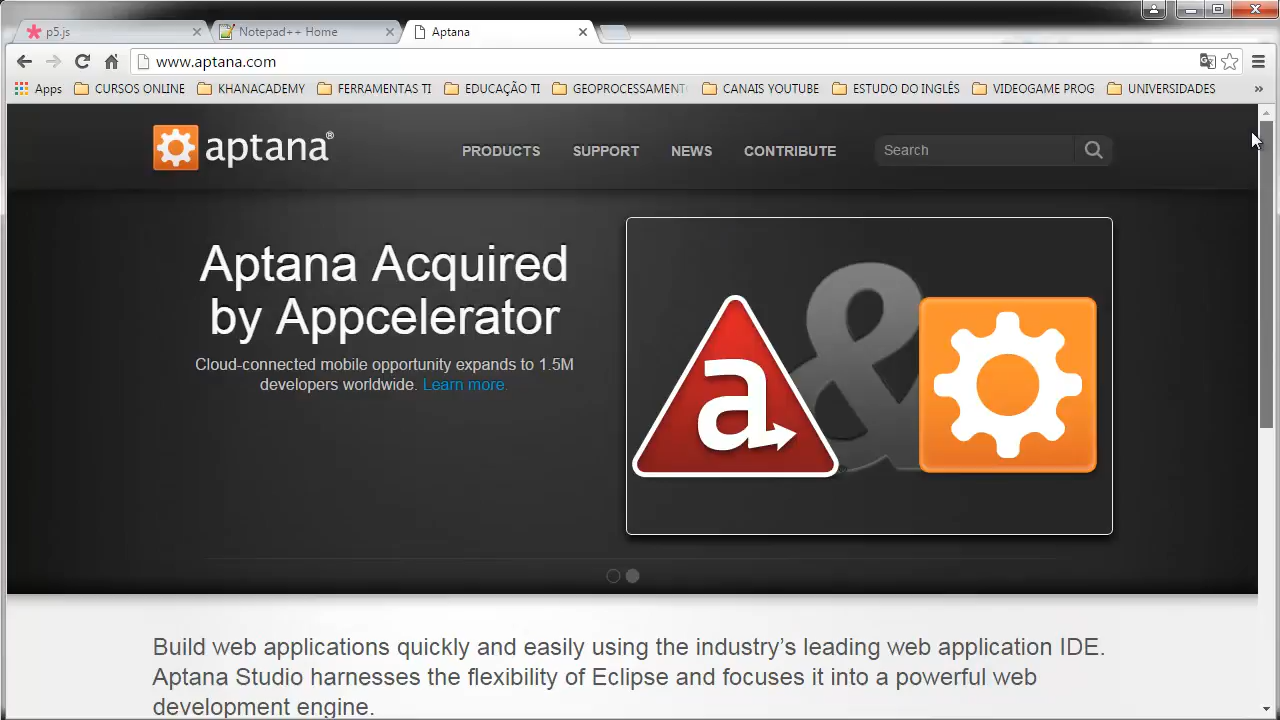 p5.js
Notepad++ Home
Aptana
www.aptana.com
Apps
CURSOS ONLINE
KHANACADEMY
FERRAMENTAS TI
EDUCAÇÃO TI
GEOPROCESSAMENT
CANAIS YOUTUBE
ESTUDO DO INGLÊS
VIDEOGAME PROG
UNIVERSIDADES
»
aptana®
PRODUCTS
SUPPORT
NEWS
CONTRIBUTE
Search
Aptana Acquired
by Appcelerator
Cloud-connected mobile opportunity expands to 1.5M
developers worldwide. Learn more.
a
&
Build web applications quickly and easily using the industry’s leading web application IDE.
Aptana Studio harnesses the flexibility of Eclipse and focuses it into a powerful web
development engine.